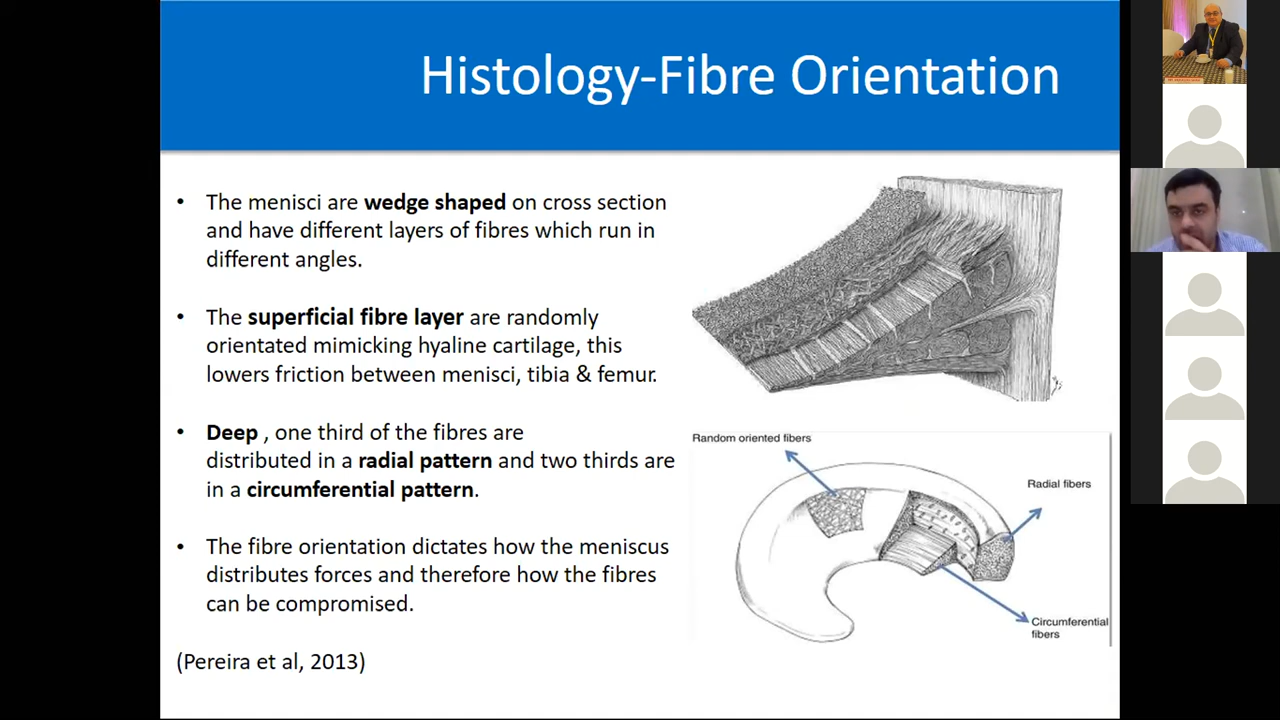 Histology-Fibre Orientation
• The menisci are wedge shaped on cross section
and have different layers of fibres which run in
different angles.
• The superficial fibre layer are randomly
orientated mimicking hyaline cartilage, this
lowers friction between menisci, tibia & femur.
• Deep , one third of the fibres are
distributed in a radial pattern and two thirds are
in a circumferential pattern.
• The fibre orientation dictates how the meniscus
distributes forces and therefore how the fibres
can be compromised.
(Pereira et al, 2013)
Random oriented fibers
Radial fibers
Circumferential
fibers